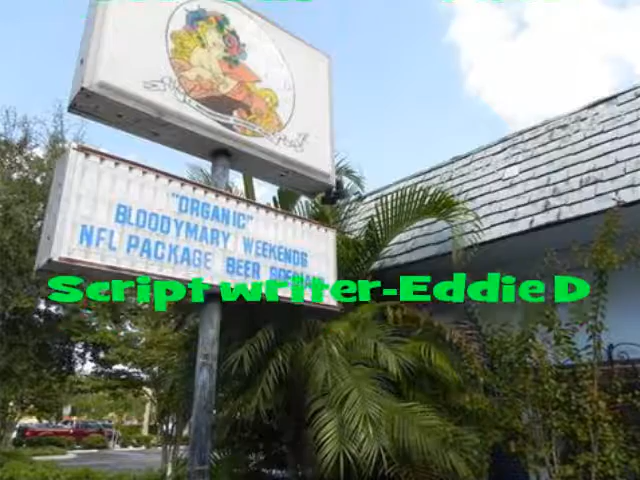 "ORGANIC"
BLOODYMARY WEEKENDS
NFL PACKAGE BEER
Script writer-Eddie D